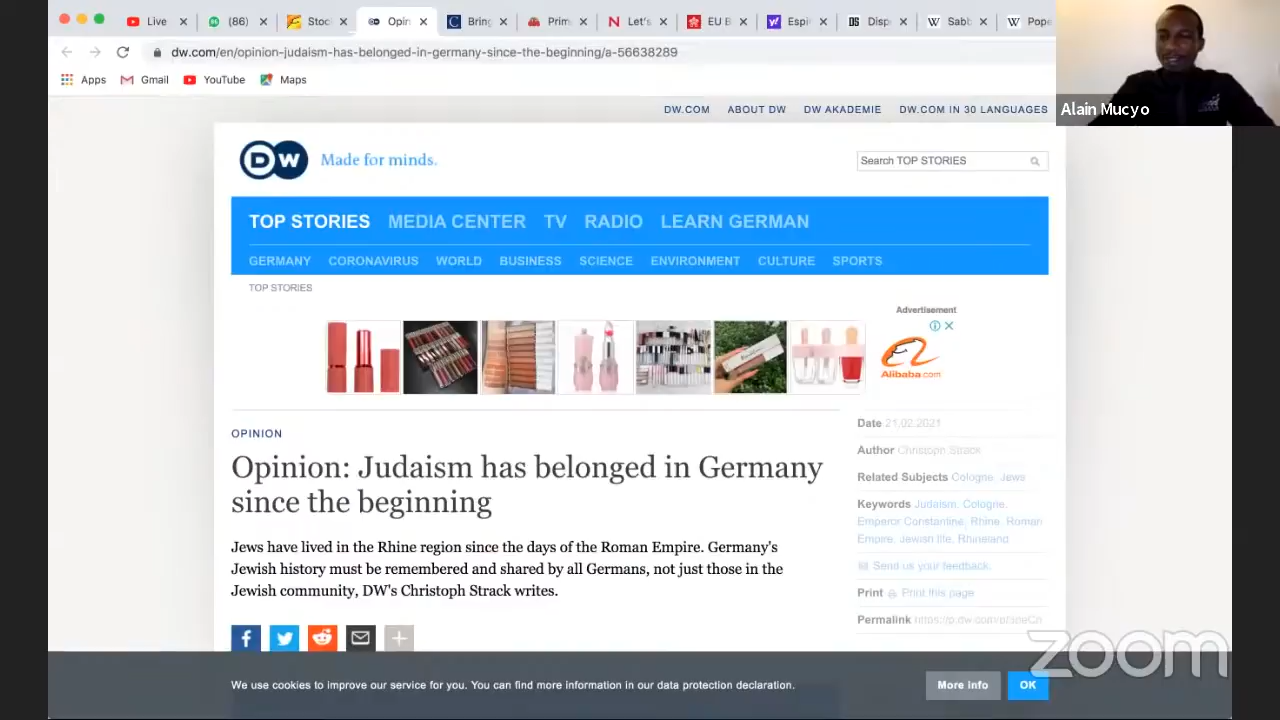 Live
(86)
Stoc
Opin
Bring
Prim
Let's
EU B
Espi
Disp
Sabb
Pope
dw.com/en/opinion-judaism-has-belonged-in-germany-since-the-beginning/a-56638289
Apps
Gmail
YouTube
Maps
Alain Mucyo
DW.COM
ABOUT DW
DW AKADEMIE
DW.COM IN 30 LANGUAGES
DW
Made for minds.
Search TOP STORIES
TOP STORIES
MEDIA CENTER
TV
RADIO
LEARN GERMAN
GERMANY
CORONAVIRUS
WORLD
BUSINESS
SCIENCE
ENVIRONMENT
CULTURE
SPORTS
TOP STORIES
Advertisement
Alibaba.com
OPINION
Opinion: Judaism has belonged in Germany
since the beginning
Jews have lived in the Rhine region since the days of the Roman Empire. Germany's
Jewish history must be remembered and shared by all Germans, not just those in the
Jewish community, DW's Christoph Strack writes.
Date 21.02.2021
Author Christoph Strack
Related Subjects Cologne, Jews
Keywords Judaism, Cologne,
Emperor Constantine, Rhine, Roman
Empire, Jewish life, Rhineland
Send us your feedback.
Print Print this page
Permalink
zoom
We use cookies to improve our service for you. You can find more information in our data protection declaration.
More info
OK